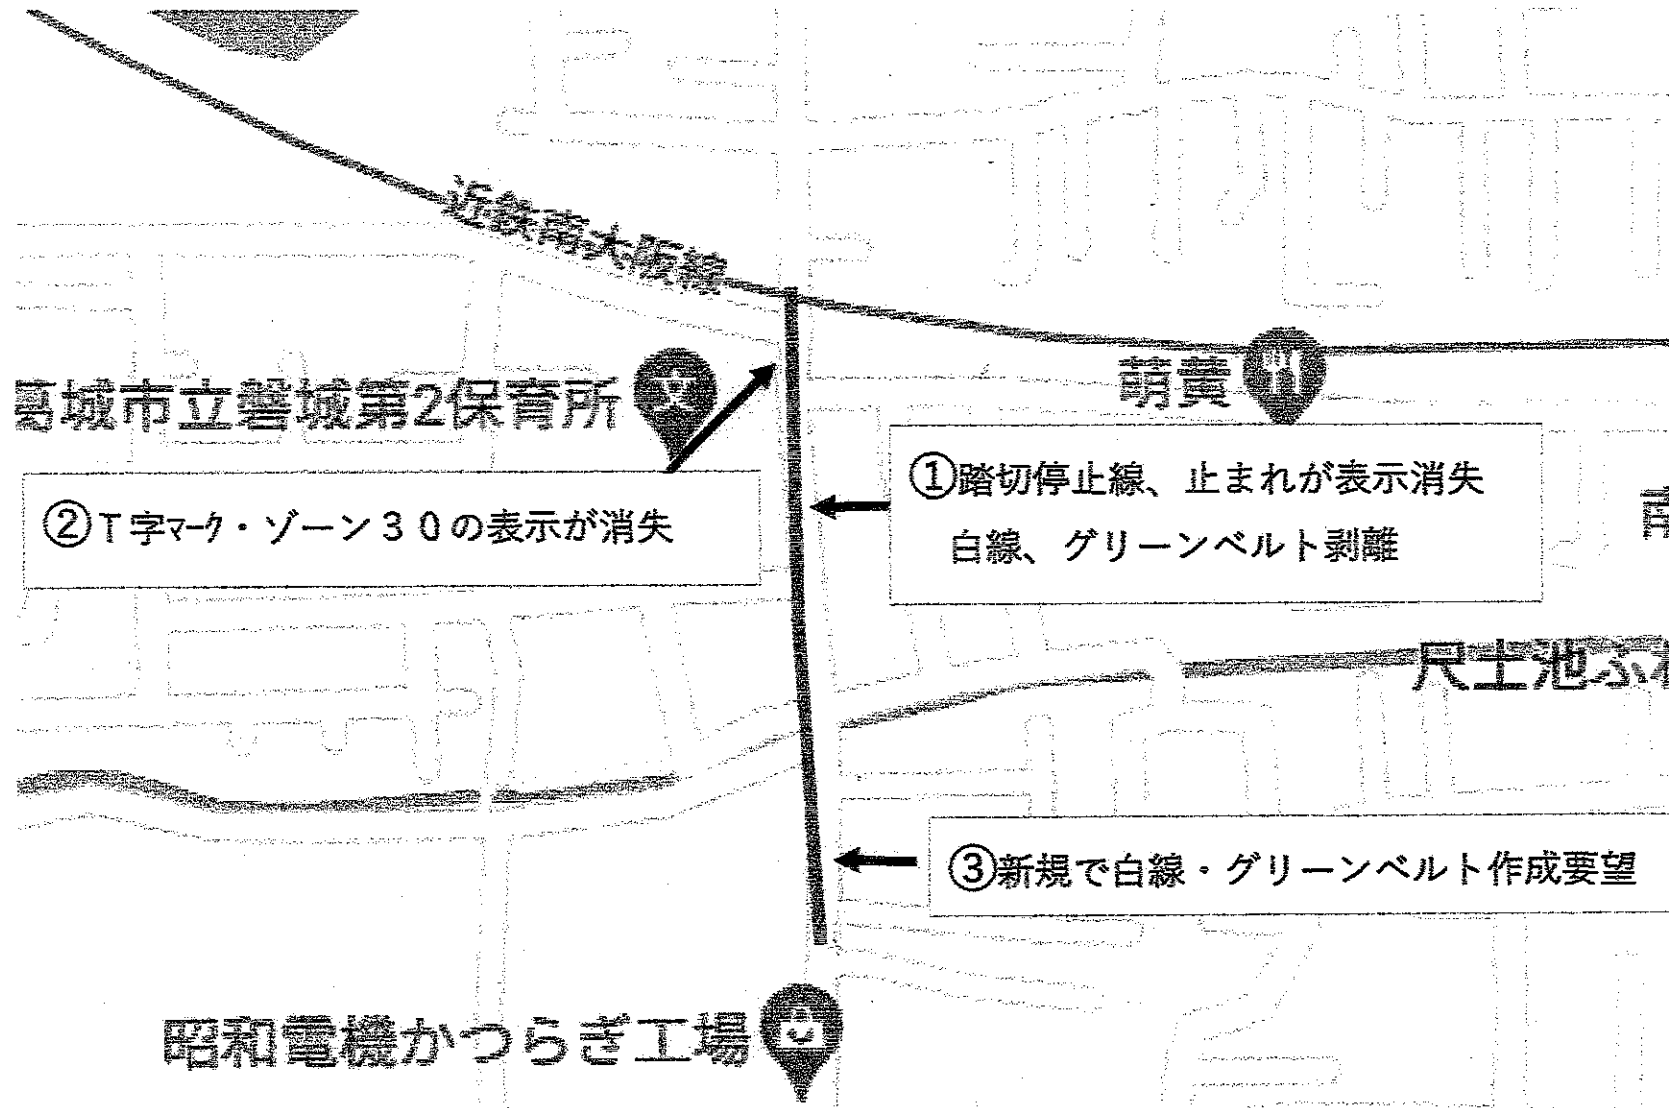 近鉄南大阪線
葛城市立磐城第2保育所
萌黄
①踏切停止線、止まれが表示消失
白線、グリーンベルト剥離
②T字マーク・ゾーン30の表示が消失
南
尺土池ふれ
③新規で白線・グリーンベルト作成要望
昭和電機かつらぎ工場